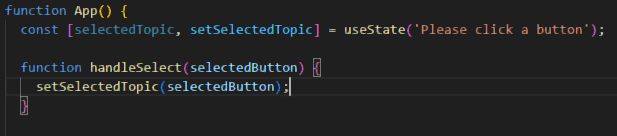 function App() {
const [selectedTopic, setSelectedTopic] = useState('Please click a button');
function handleSelect(selectedButton) {
setSelectedTopic(selectedButton);
}